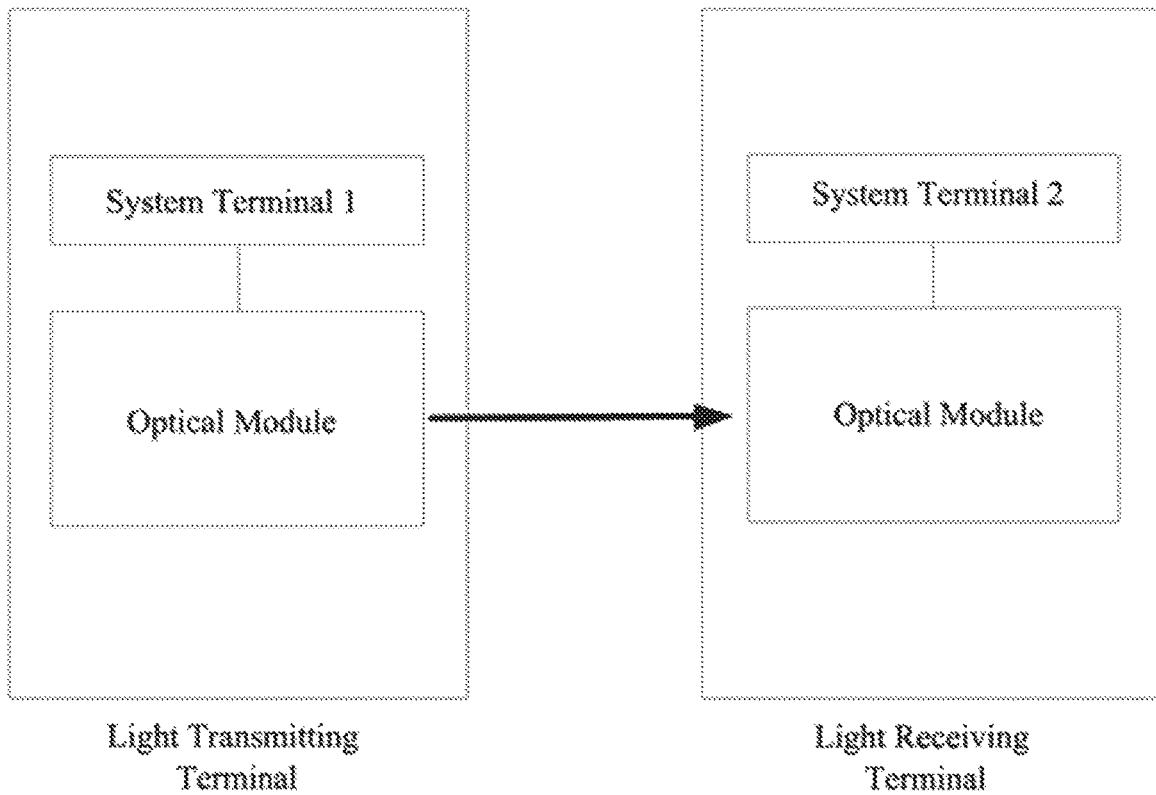 System Terminal 1
Optical Module
Light Transmitting
Terminal
System Terminal 2
Optical Module
Light Receiving
Terminal